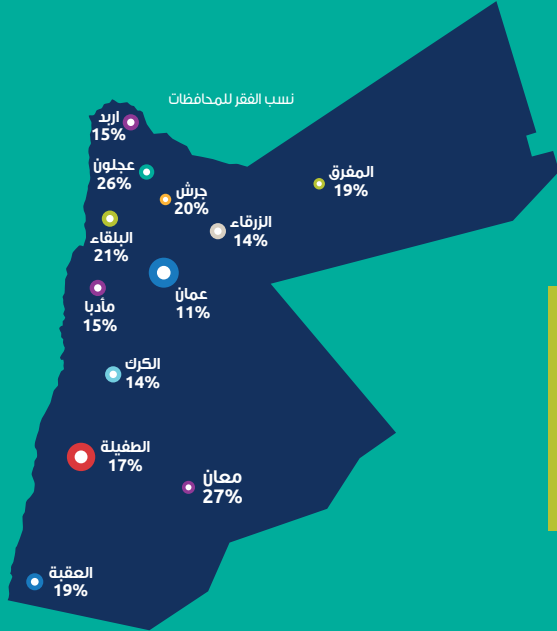 نسب الفقر للمحافظات
اربد
15%
عجلون
26%
جرش
20%
المفرق
19%
الزرقاء
14%
البلقاء
21%
عمان
11%
مأدبا
15%
الكرك
14%
الطفيلة
17%
معان
27%
العقبة
19%